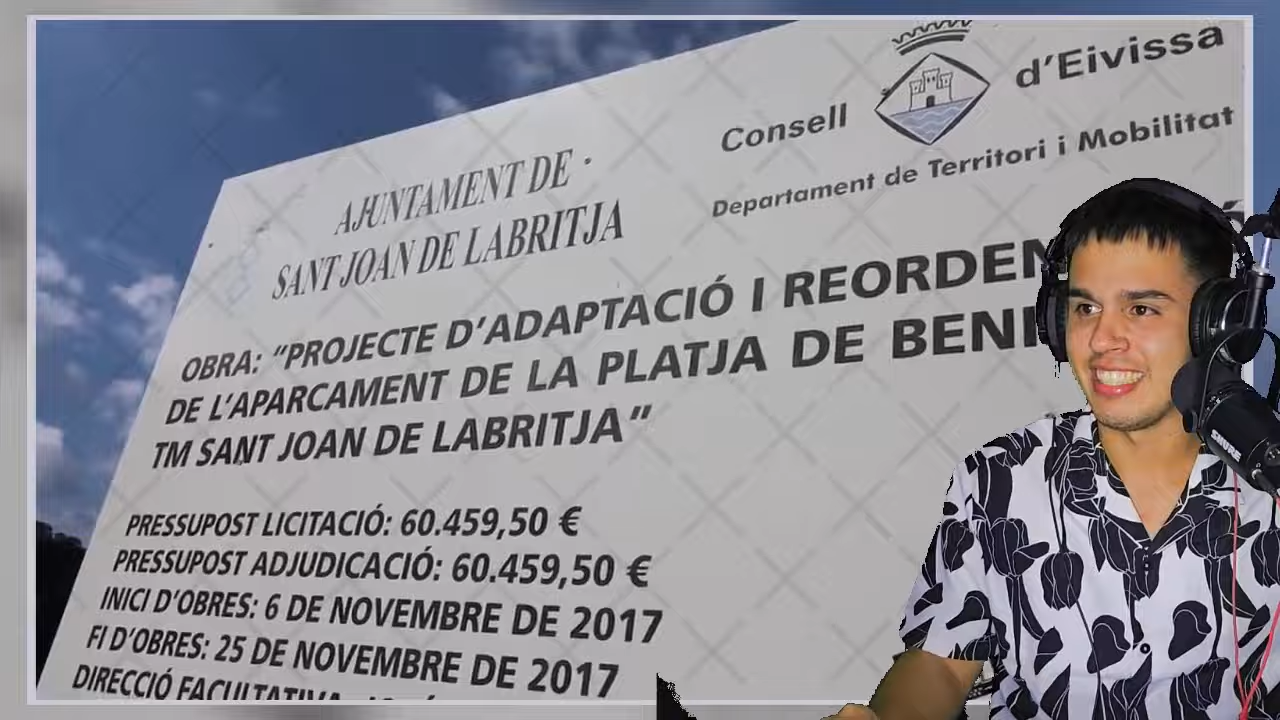 AJUNTAMENT DE
SANT JOAN DE LABRITJA
Consell d'Eivissa
Departament de Territori i Mobilitat
OBRA: “PROJECTE D’ADAPTACIÓ I
DE L’APARCAMENT DE LA PLATJA DE
TM SANT JOAN DE LABRITJA”
PRESSUPOST LICITACIÓ: 60.459,50 €
PRESSUPOST ADJUDICACIÓ: 60.459,50 €
INICI D’OBRES: 6 DE NOVEMBRE DE 2017
FI D’OBRES: 25 DE NOVEMBRE DE 2017
DIRECCIÓ FACULTATIVA:
SHURE